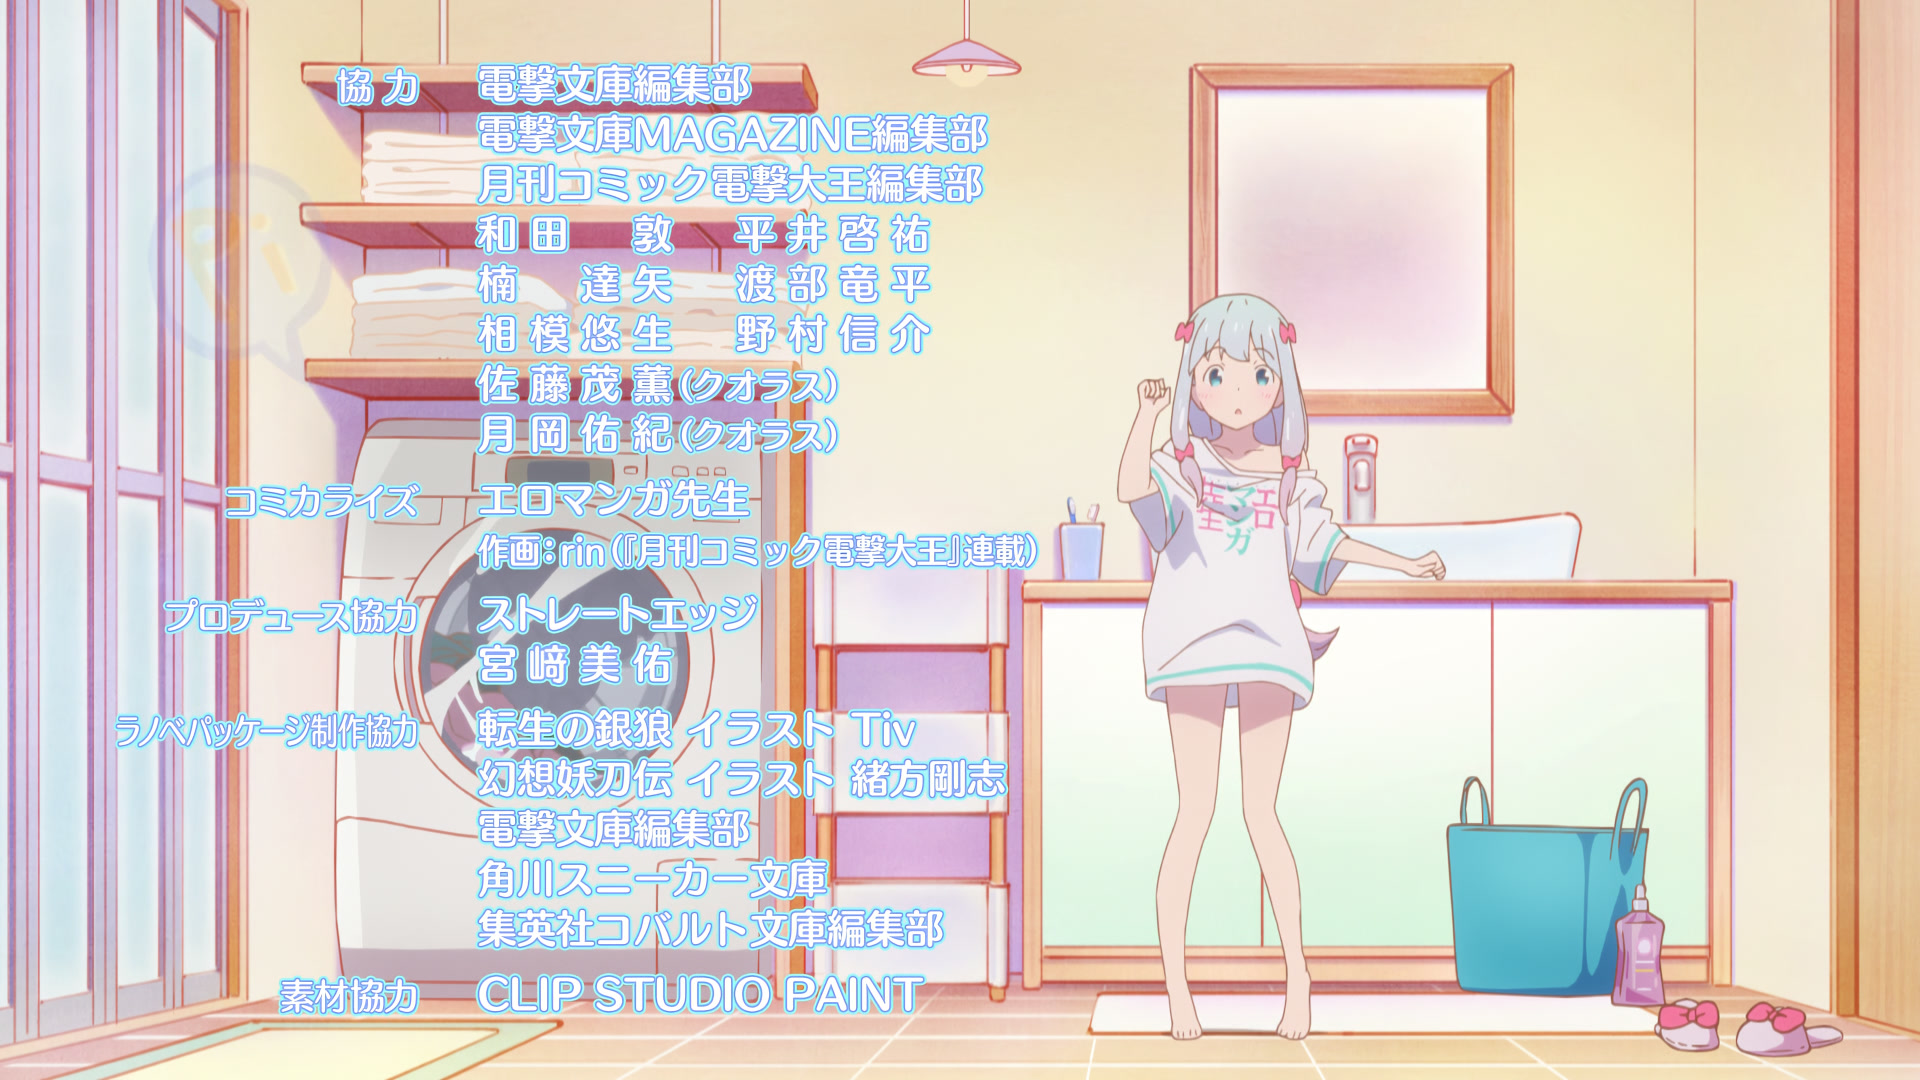 協力 電撃文庫編集部
電撃文庫MAGAZINE編集部
月刊コミック電撃大王編集部
和田 敦 平井啓祐
楠 達矢 渡部竜平
相模悠生 野村信介
佐藤茂薫(クオラス)
月岡佑紀(クオラス)
コミカライズ エロマンガ先生
作画:rin(『月刊コミック電撃大王』連載)
プロデュース協力 ストレートエッジ
宮﨑美佑
ラノベパッケージ制作協力 転生の銀狼 イラスト Tiv
幻想妖刀伝 イラスト 緒方剛志
電撃文庫編集部
角川スニーカー文庫
集英社コバルト文庫編集部
素材協力 CLIP STUDIO PAINT
Pi
エロ
マンガ
先生